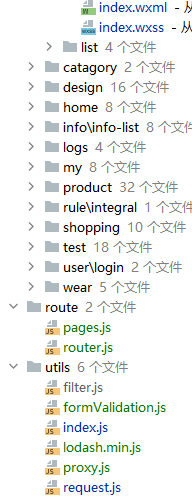 index.wxml - 从
index.wxss - 从
list 4 个文件
catagory 2 个文件
design 16 个文件
home 8 个文件
info\info-list 8 个文件
logs 4 个文件
my 8 个文件
product 32 个文件
rule\integral 1 个文件
shopping 10 个文件
test 18 个文件
user\login 2 个文件
wear 5 个文件
route 2 个文件
pages.js
router.js
utils 6 个文件
filter.js
formValidation.js
index.js
lodash.min.js
proxy.js
request.js